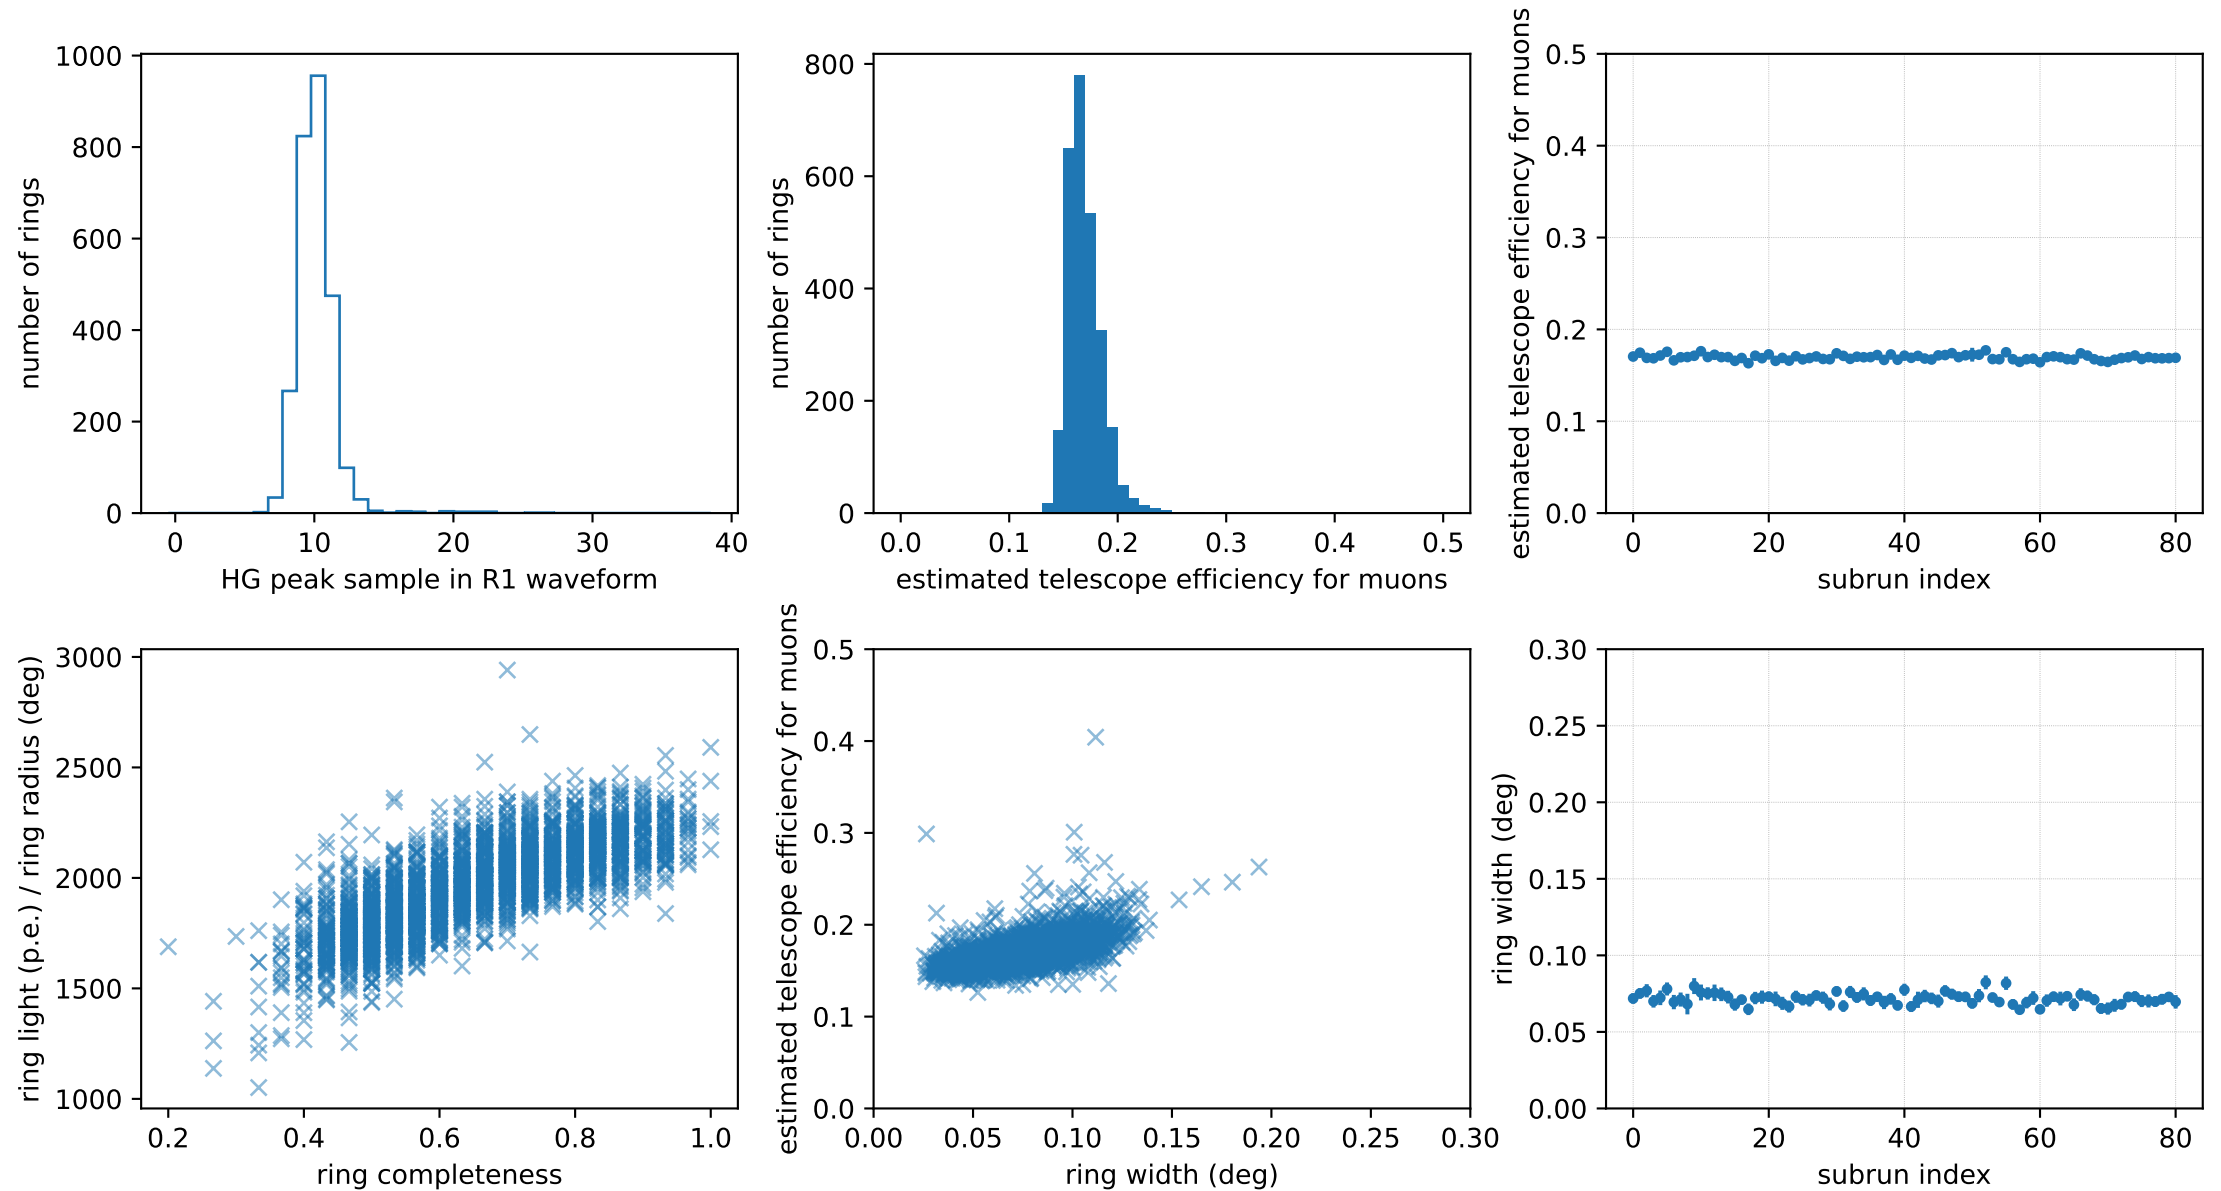 1000
800
600
400
200
0
number of rings
0 10 20 30 40
HG peak sample in R1 waveform
800
600
400
200
0
number of rings
0.0 0.1 0.2 0.3 0.4 0.5
estimated telescope efficiency for muons
0.5
0.4
0.3
0.2
0.1
0.0
estimated telescope efficiency for muons
0 20 40 60 80
subrun index
3000
2500
2000
1500
1000
ring light (p.e.) / ring radius (deg)
0.2 0.4 0.6 0.8 1.0
ring completeness
0.5
0.4
0.3
0.2
0.1
0.0
estimated telescope efficiency for muons
0.00 0.05 0.10 0.15 0.20 0.25 0.30
ring width (deg)
0.30
0.25
0.20
0.15
0.10
0.05
0.00
ring width (deg)
0 20 40 60 80
subrun index